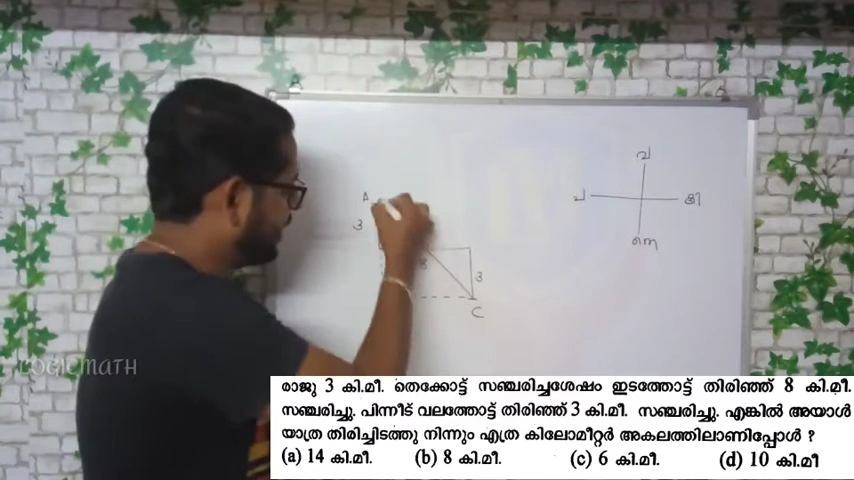 വ
പ
കി
തെ
A
3
8
3
C
LOGICMATH
രാജു 3 കി.മീ. തെക്കോട്ട് സഞ്ചരിച്ചശേഷം ഇടത്തോട്ട് തിരിഞ്ഞ് 8 കി.മീ.
സഞ്ചരിച്ചു. പിന്നീട് വലത്തോട്ട് തിരിഞ്ഞ് 3 കി.മീ. സഞ്ചരിച്ചു. എങ്കിൽ അയാൾ
യാത്ര തിരിച്ചിടത്തു നിന്നും എത്ര കിലോമീറ്റർ അകലത്തിലാണിപ്പോൾ ?
(a) 14 കി.മീ. (b) 8 കി.മീ. (c) 6 കി.മീ. (d) 10 കി.മീ